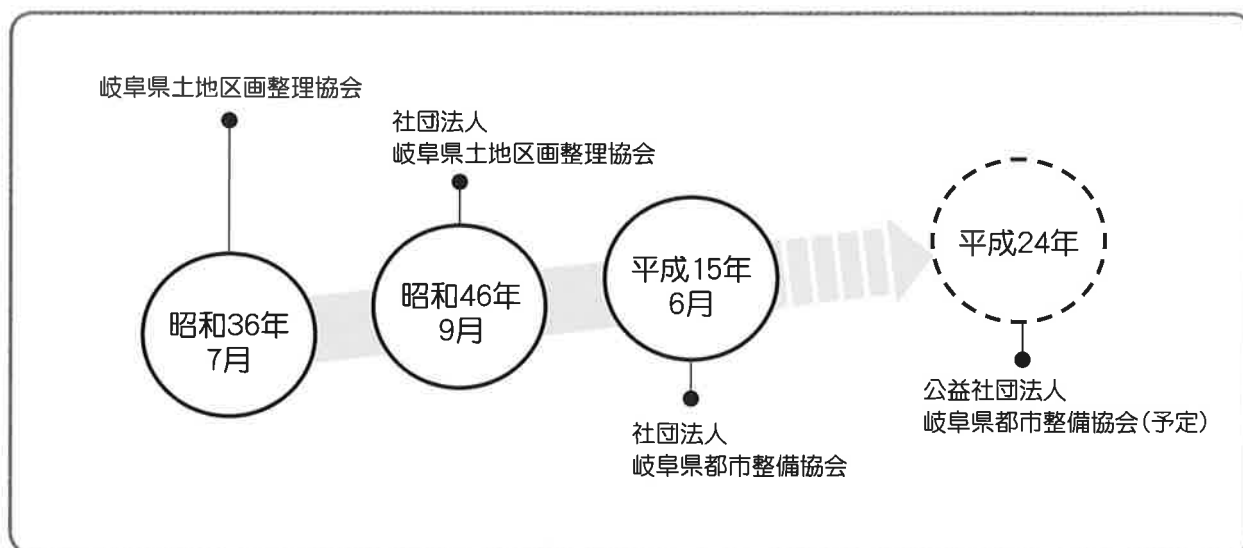 岐阜県土地区画整理協会
社団法人
岐阜県土地区画整理協会
昭和36年
7月
昭和46年
9月
平成15年
6月
平成24年
社団法人
岐阜県都市整備協会
公益社団法人
岐阜県都市整備協会(予定)